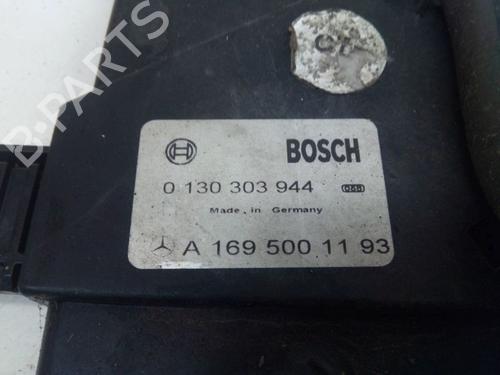 BOSCH
0 130 303 944
Made in Germany
A 169 500 11 93
B-PARTS